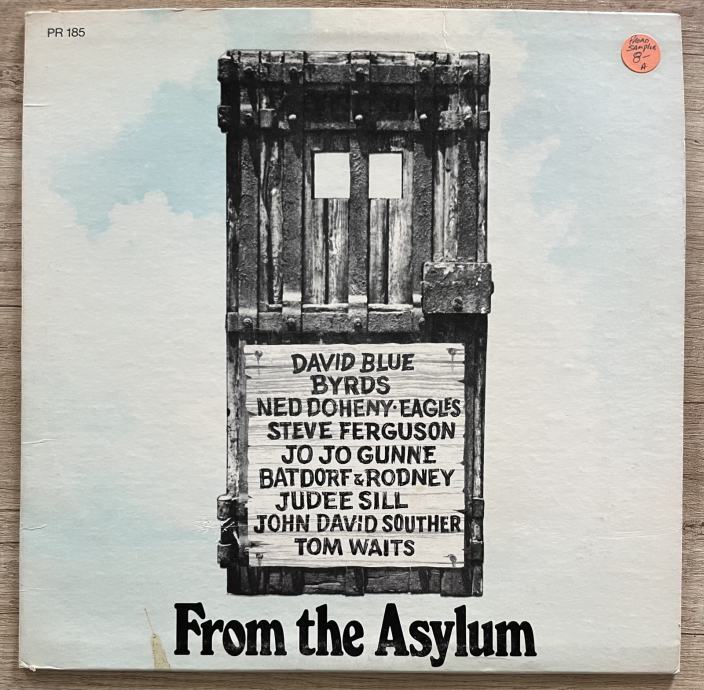 PR 185
PROMO
SAMPLE
8-
A
DAVID BLUE
BYRDS
NED DOHENY·EAGLES
STEVE FERGUSON
JO JO GUNNE
BATDORF & RODNEY
JUDEE SILL
JOHN DAVID SOUTHER
TOM WAITS
From the Asylum